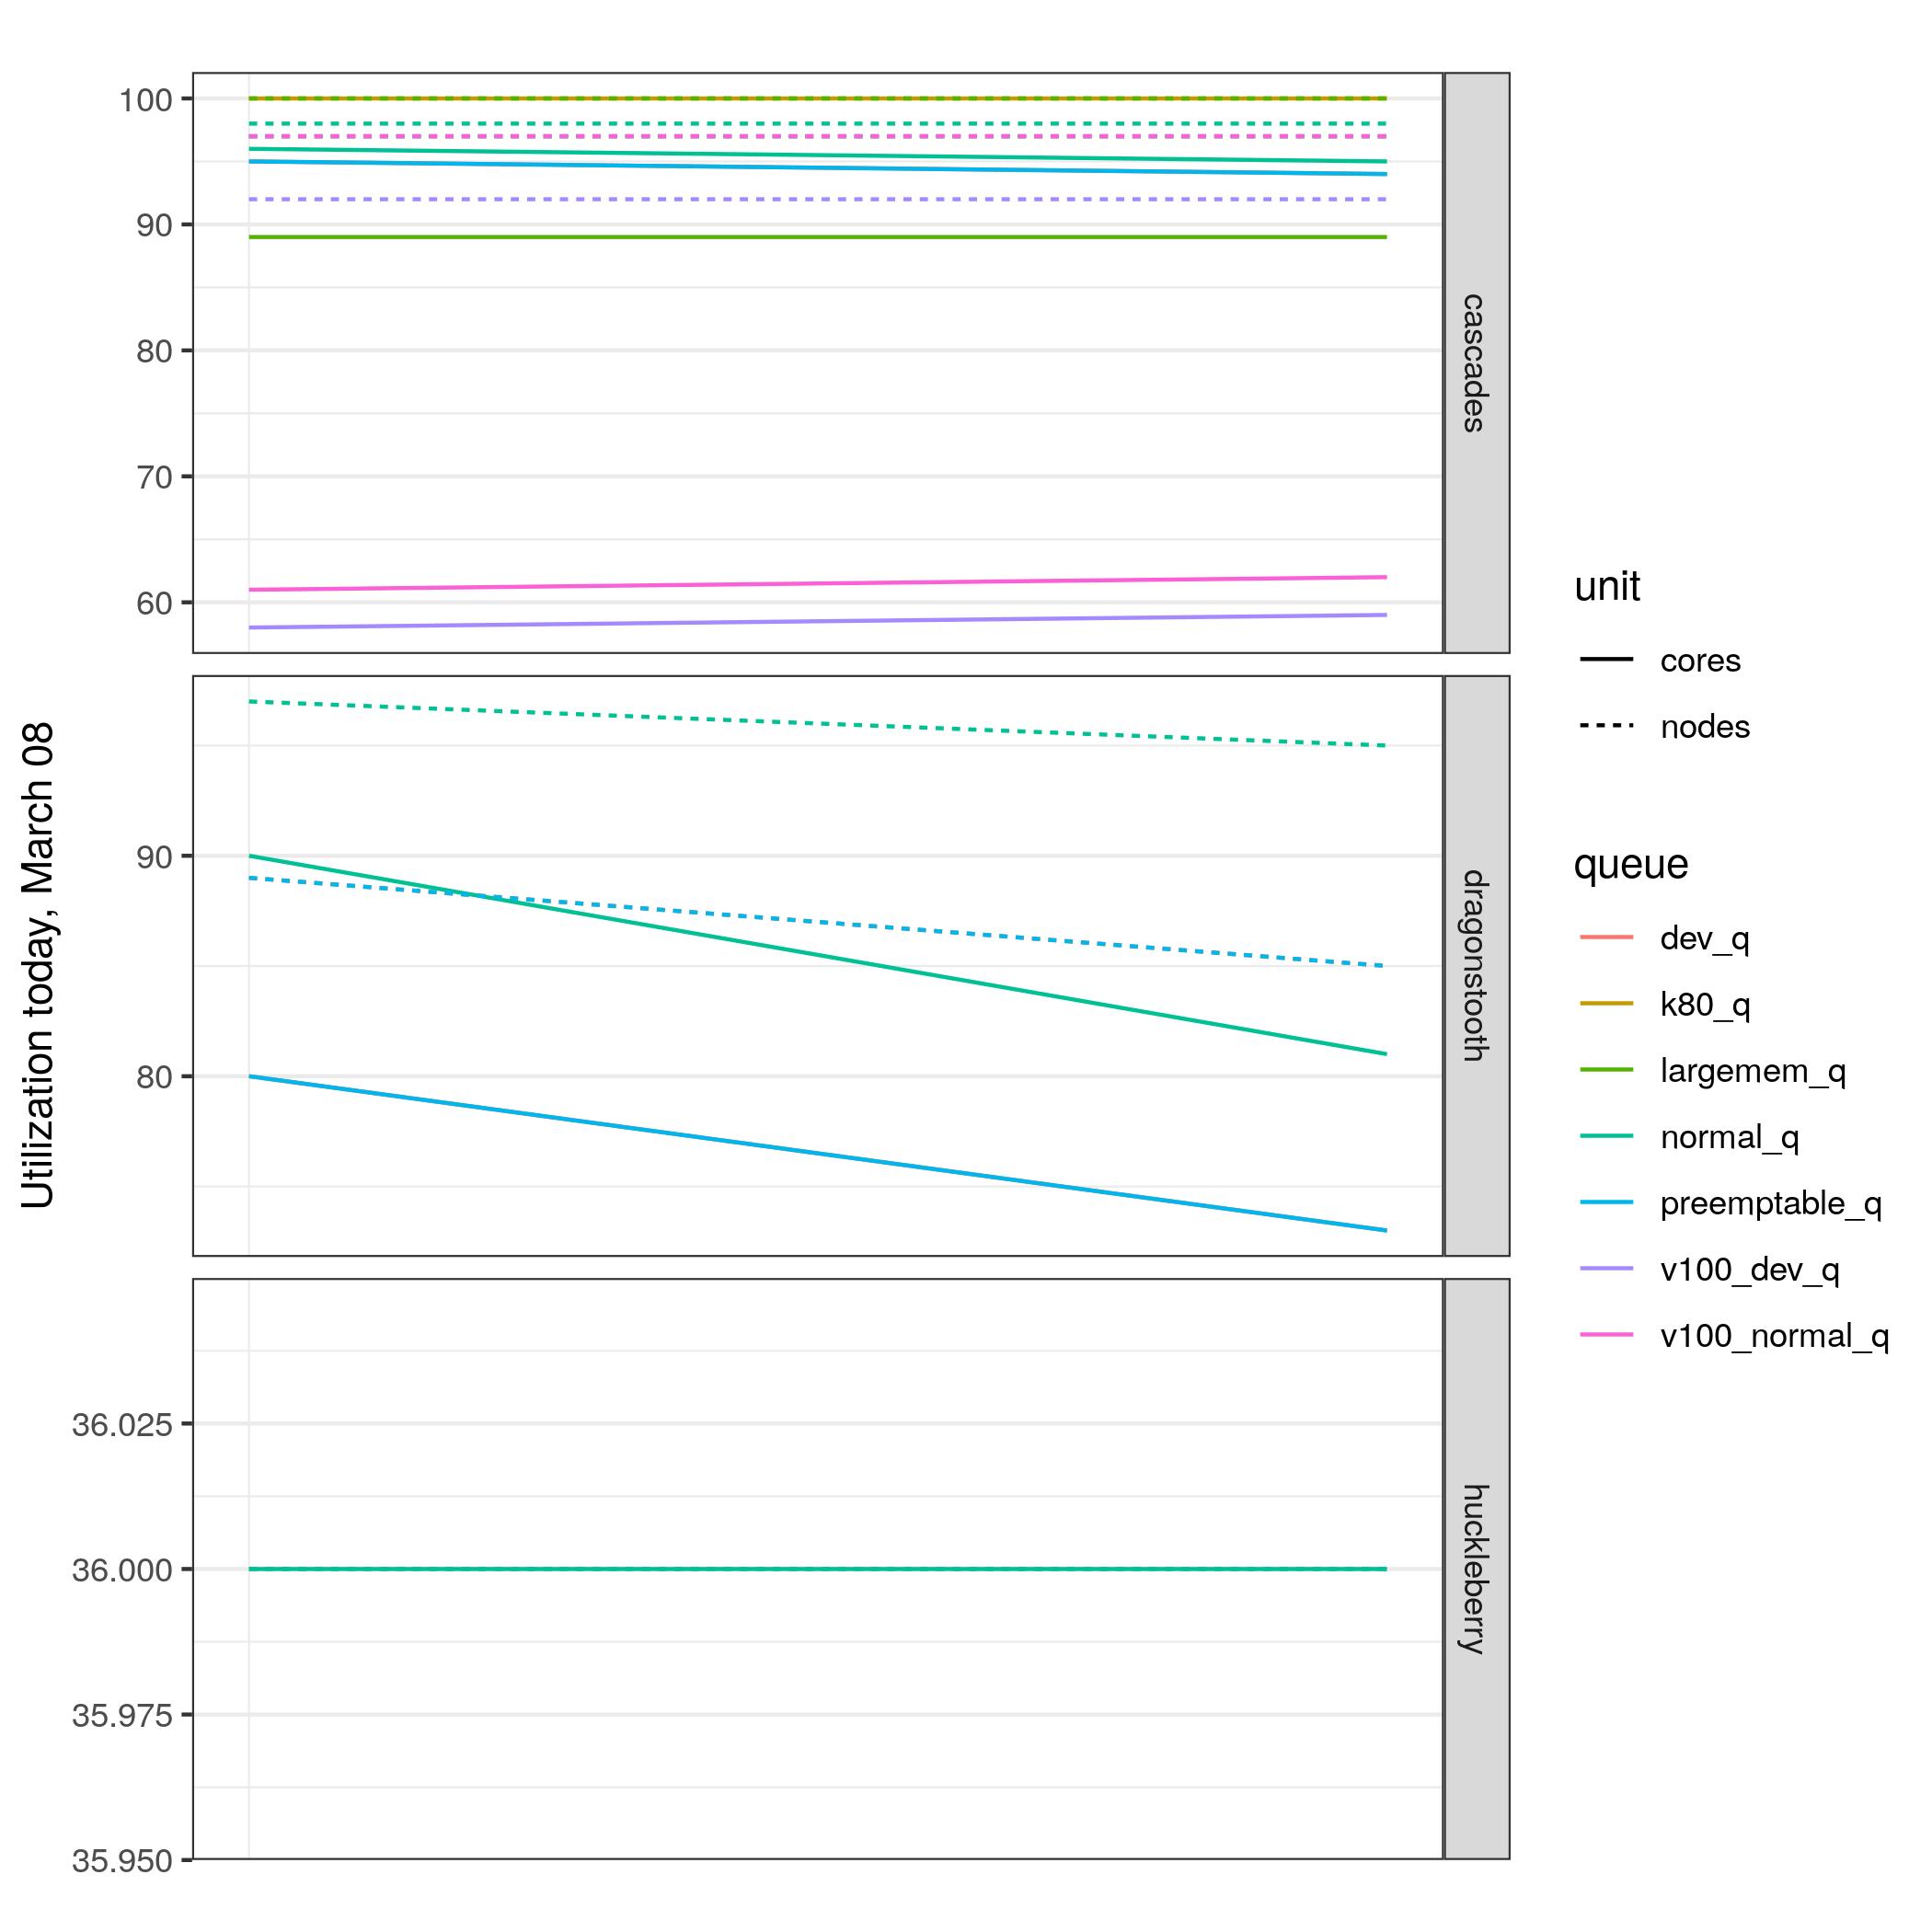 Utilization today, March 08
100
90
80
70
60
cascades
90
80
dragonstooth
36.025
36.000
35.975
35.950
huckleberry
unit
cores
nodes
queue
dev_q
k80_q
largemem_q
normal_q
preemptable_q
v100_dev_q
v100_normal_q